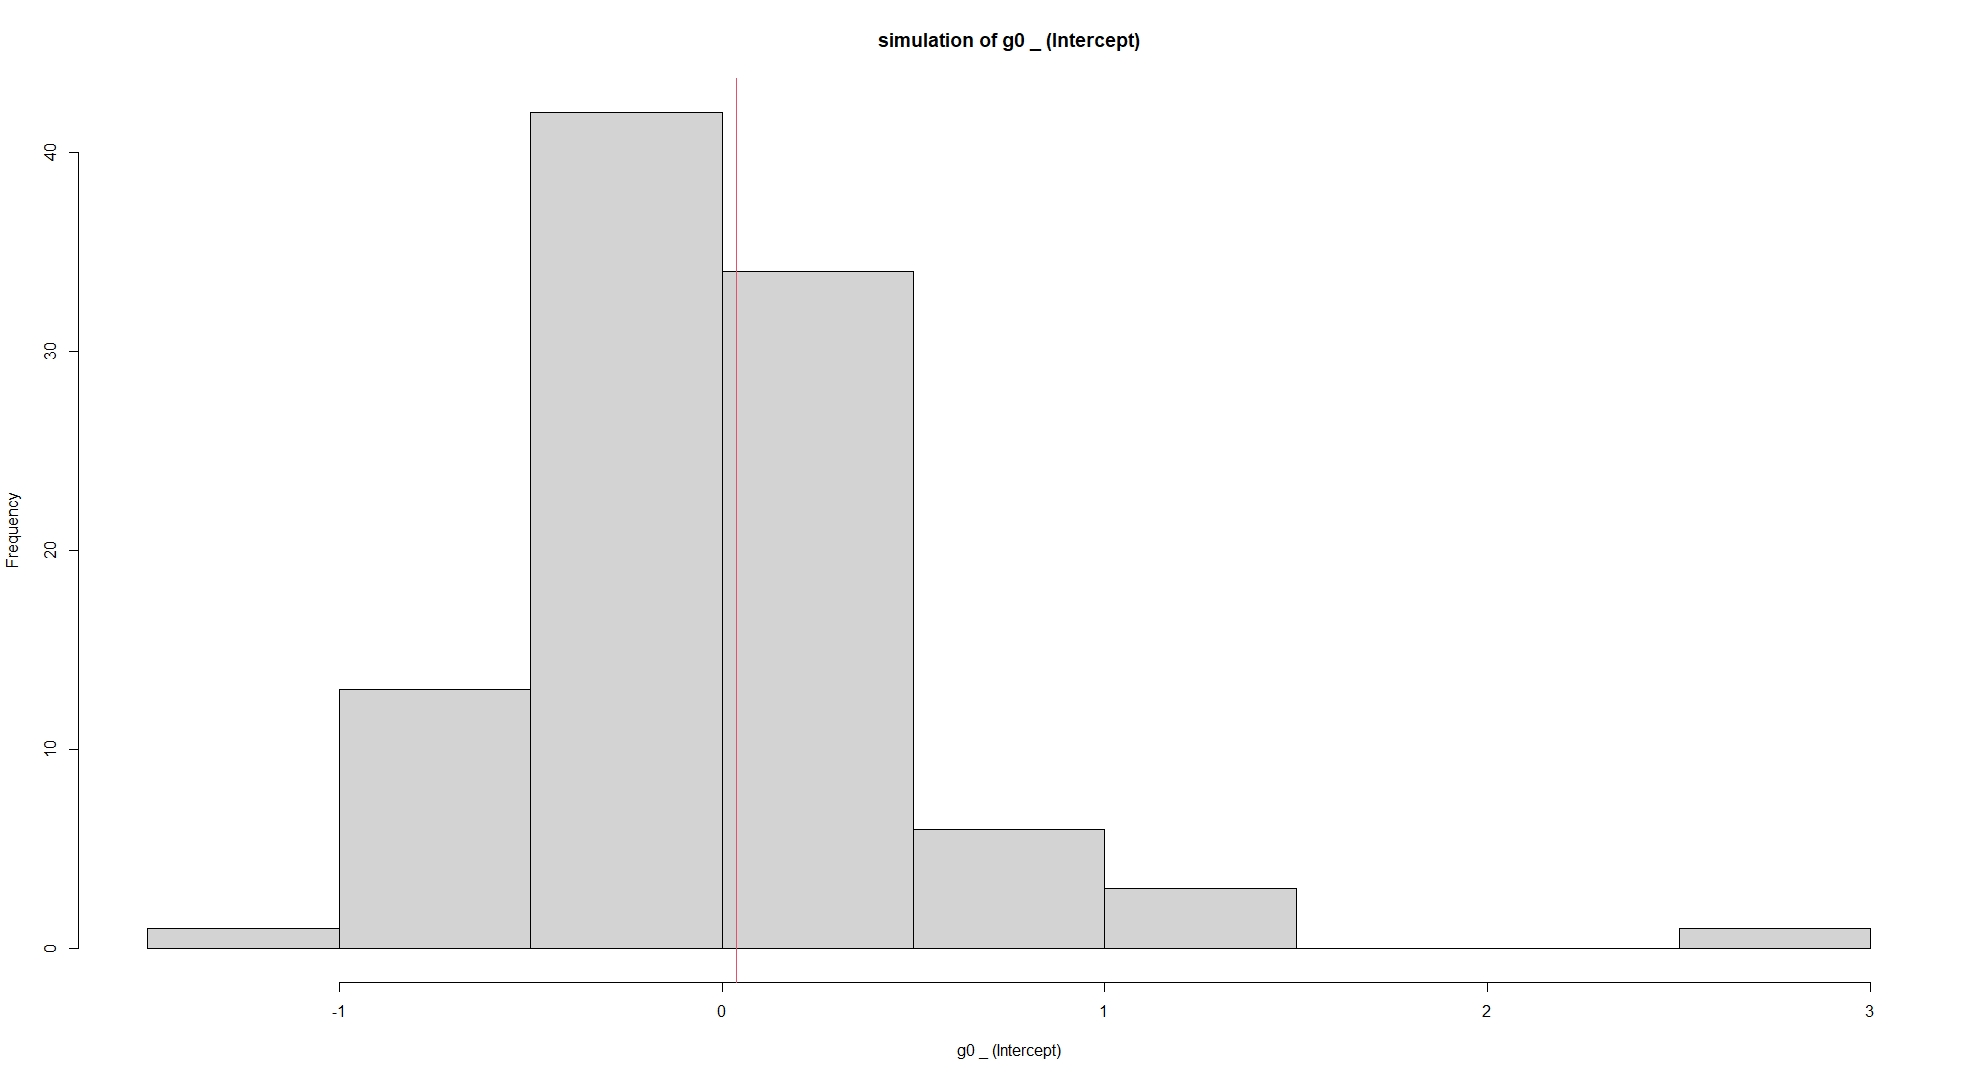 simulation of g0 _ (Intercept)
Frequency
40
30
20
10
0
-1 0 1 2 3
g0 _ (Intercept)